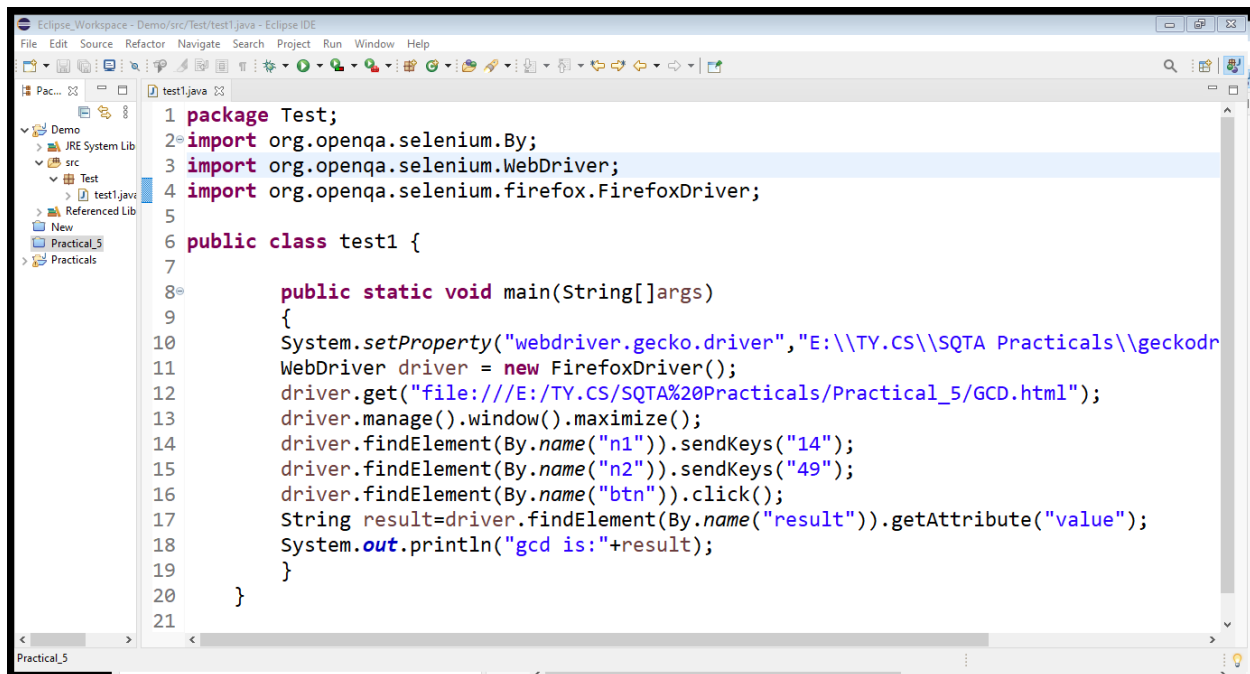 Eclipse_Workspace - Demo/src/Test/test1.java - Eclipse IDE
File Edit Source Refactor Navigate Search Project Run Window Help
Pac...
test1.java
Demo
JRE System Lib
src
Test
test1.java
Referenced Lib
New
Practical_5
Practicals
1 package Test;
2 import org.openqa.selenium.By;
3 import org.openqa.selenium.WebDriver;
4 import org.openqa.selenium.firefox.FirefoxDriver;
5
6 public class test1 {
7
8 public static void main(String[]args)
9 {
10 System.setProperty("webdriver.gecko.driver","E:\\TY.CS\\SQTA Practicals\\geckodr
11 WebDriver driver = new FirefoxDriver();
12 driver.get("file:///E:/TY.CS/SQTA%20Practicals/Practical_5/GCD.html");
13 driver.manage().window().maximize();
14 driver.findElement(By.name("n1")).sendKeys("14");
15 driver.findElement(By.name("n2")).sendKeys("49");
16 driver.findElement(By.name("btn")).click();
17 String result=driver.findElement(By.name("result")).getAttribute("value");
18 System.out.println("gcd is:"+result);
19 }
20 }
21
Practical_5